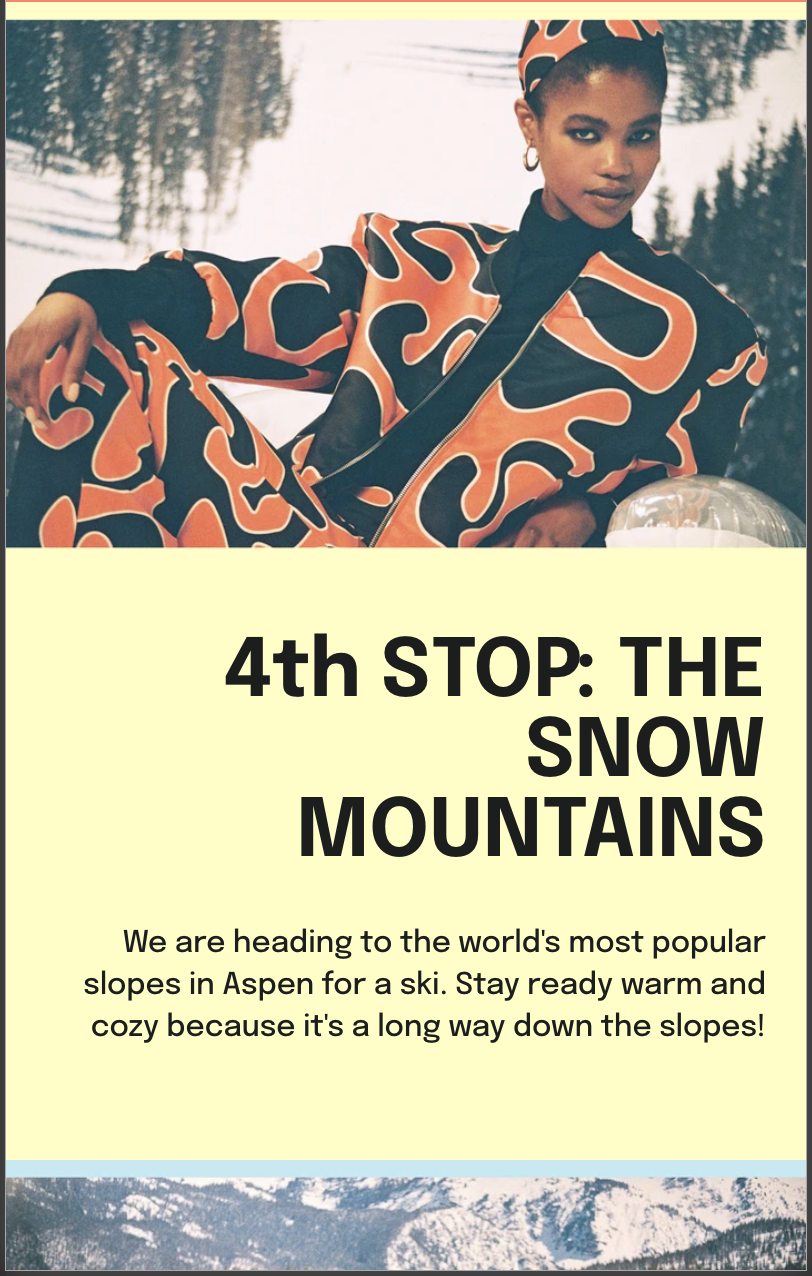 4th STOP: THE
SNOW
MOUNTAINS
We are heading to the world's most popular
slopes in Aspen for a ski. Stay ready warm and
cozy because it's a long way down the slopes!